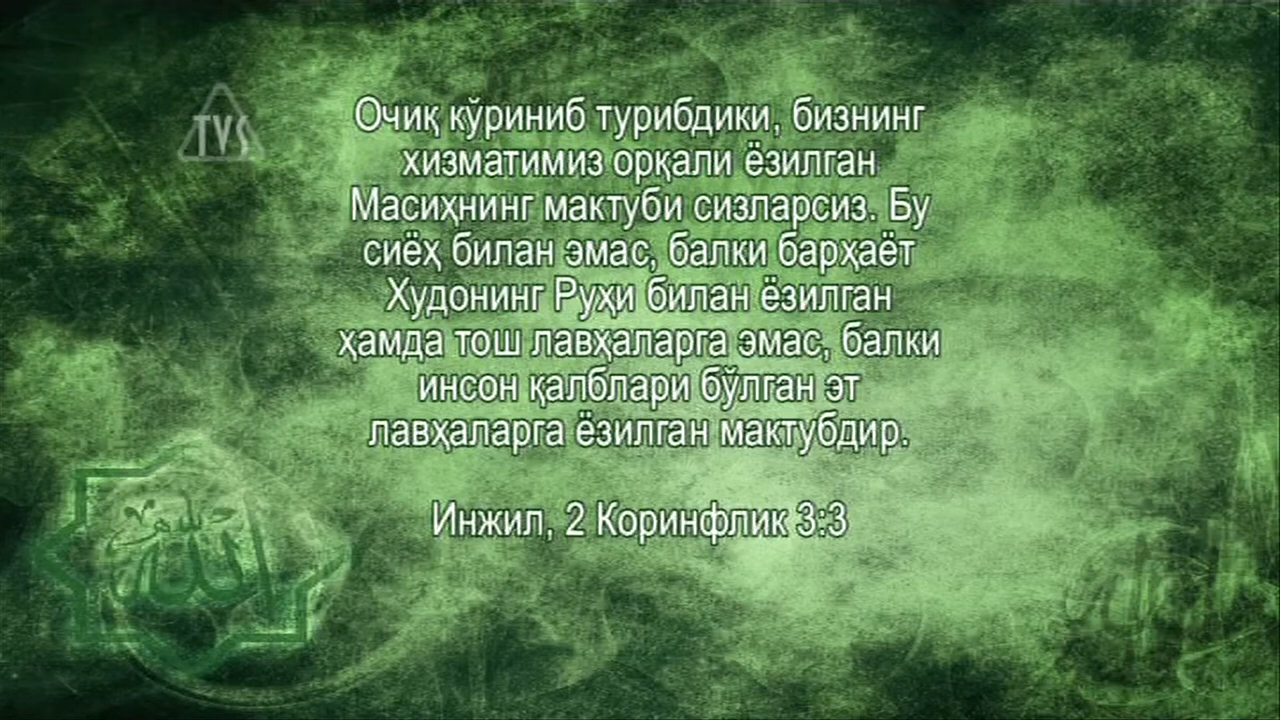 TVS
Очиқ кўриниб турибдики, бизнинг
хизматимиз орқали ёзилган
Масиҳнинг мактуби сизларсиз. Бу
сиёҳ билан эмас, балки барҳаёт
Худонинг Руҳи билан ёзилган
ҳамда тош лавҳаларга эмас, балки
инсон қалблари бўлган эт
лавҳаларга ёзилган мактубдир.
Инжил, 2 Коринфлик 3:3
الله